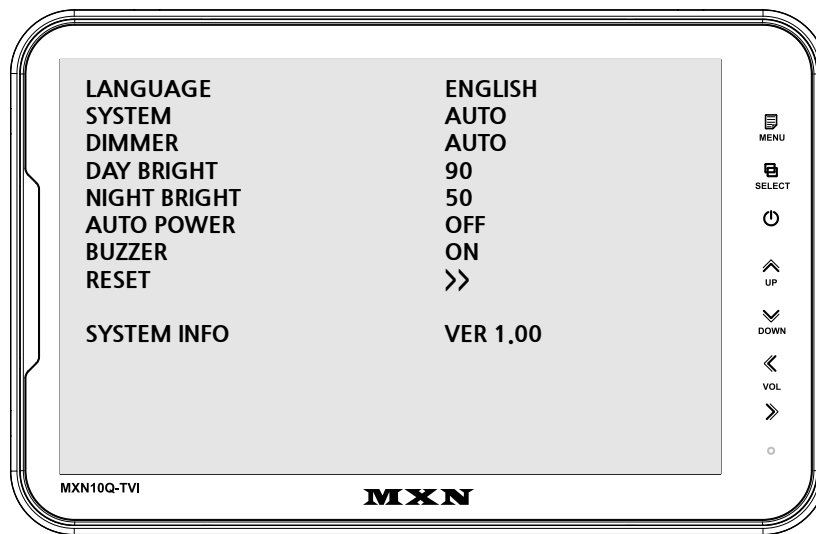 LANGUAGE ENGLISH
SYSTEM AUTO
DIMMER AUTO
DAY BRIGHT 90
NIGHT BRIGHT 50
AUTO POWER OFF
BUZZER ON
RESET >>
SYSTEM INFO VER 1.00
MENU
SELECT
UP
DOWN
VOL
MXN10Q-TVI
MXN